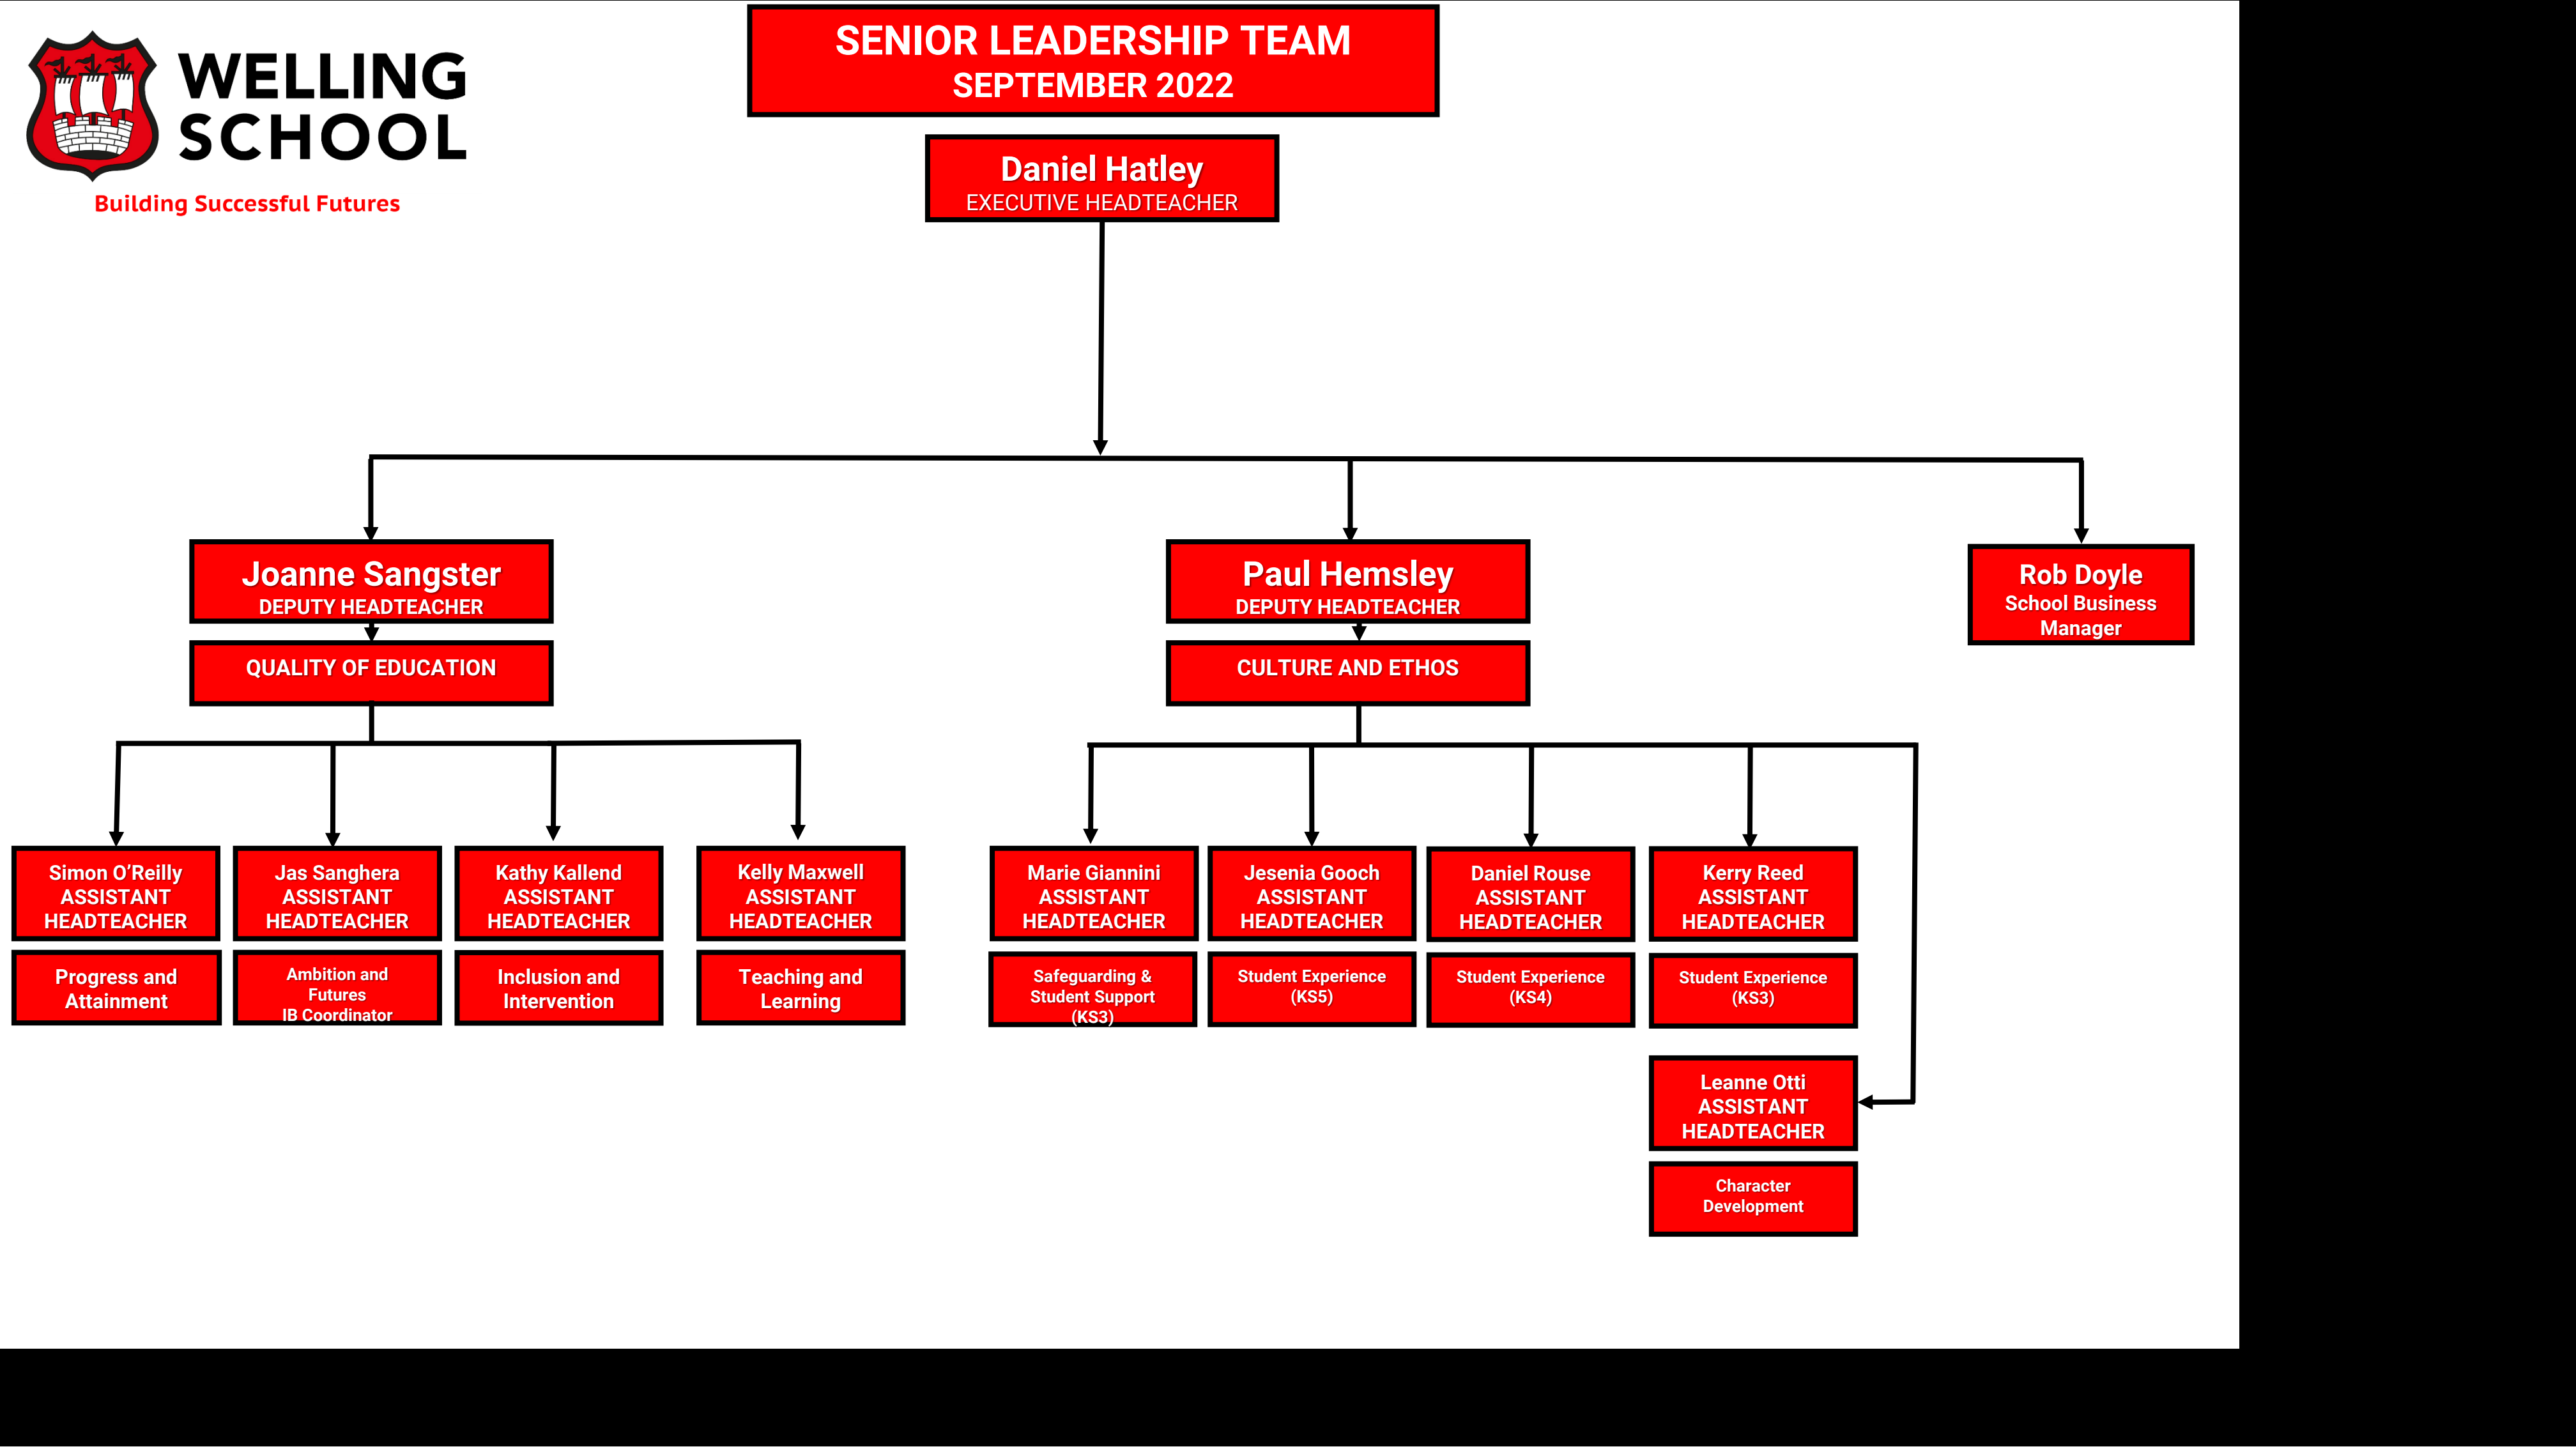 WELLING
SCHOOL
Building Successful Futures
SENIOR LEADERSHIP TEAM
SEPTEMBER 2022
Daniel Hatley
EXECUTIVE HEADTEACHER
Joanne Sangster
DEPUTY HEADTEACHER
QUALITY OF EDUCATION
Paul Hemsley
DEPUTY HEADTEACHER
CULTURE AND ETHOS
Rob Doyle
School Business
Manager
Simon O’Reilly
ASSISTANT
HEADTEACHER
Progress and
Attainment
Jas Sanghera
ASSISTANT
HEADTEACHER
Ambition and
Futures
IB Coordinator
Kathy Kallend
ASSISTANT
HEADTEACHER
Inclusion and
Intervention
Kelly Maxwell
ASSISTANT
HEADTEACHER
Teaching and
Learning
Marie Giannini
ASSISTANT
HEADTEACHER
Safeguarding &
Student Support
(KS3)
Jesenia Gooch
ASSISTANT
HEADTEACHER
Student Experience
(KS5)
Daniel Rouse
ASSISTANT
HEADTEACHER
Student Experience
(KS4)
Kerry Reed
ASSISTANT
HEADTEACHER
Student Experience
(KS3)
Leanne Otti
ASSISTANT
HEADTEACHER
Character
Development